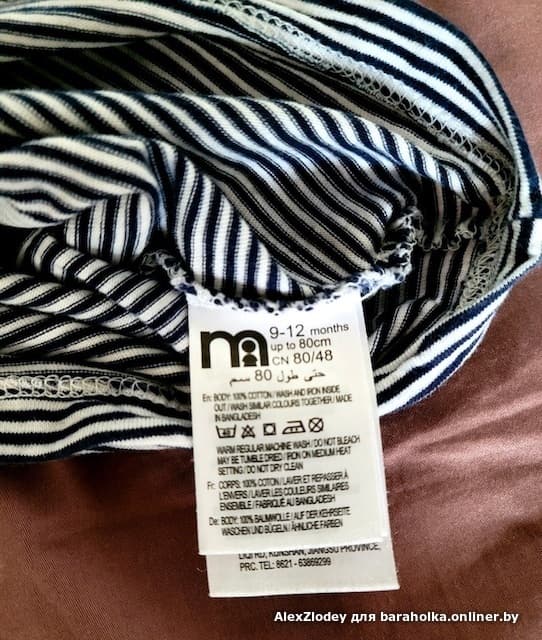 m
9-12 months
up to 80cm
CN 80/48
حتى طول 80 سم
En: BODY: 100% COTTON / WASH AND IRON INSIDE
OUT / WASH SIMILAR COLOURS TOGETHER / MADE
IN BANGLADESH
WARM REGULAR MACHINE WASH / DO NOT BLEACH
MAY BE TUMBLE DRIED / IRON ON MEDIUM HEAT
SETTING / DO NOT DRY CLEAN
Fr: CORPS: 100% COTON / LAVER ET REPASSER À
L'ENVERS / LAVER LES COULEURS SIMILAIRES
ENSEMBLE / FABRIQUÉ AU BANGLADESH
De: BODY: 100% BAUMWOLLE / AUF DER KEHRSEITE
WASCHEN UND BÜGELN / ÄHNLICHE FARBEN
KUNSHAN, JIANGSU PROVINCE,
PRC. TEL: 8621 - 63869299
AlexZlodey для baraholka.onliner.by